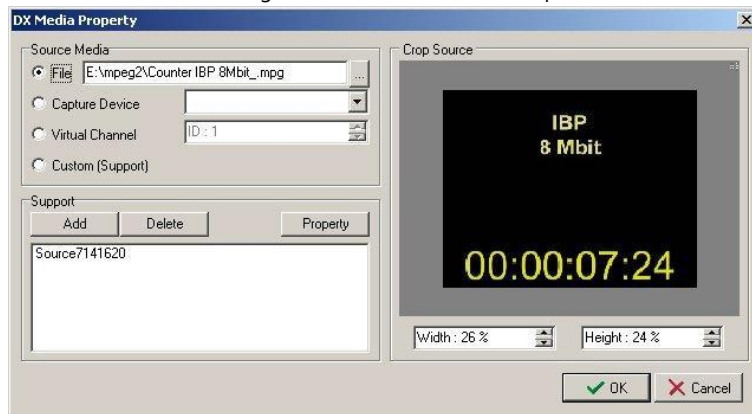 DX Media Property
Source Media
File
E:\mpeg2\Counter IBP 8Mbit_.mpg
...
Capture Device
Virtual Channel
ID : 1
Custom (Support)
Support
Add
Delete
Property
Source7141620
Crop Source
IBP
8 Mbit
00:00:07:24
Width : 26 %
Height : 24 %
OK
Cancel